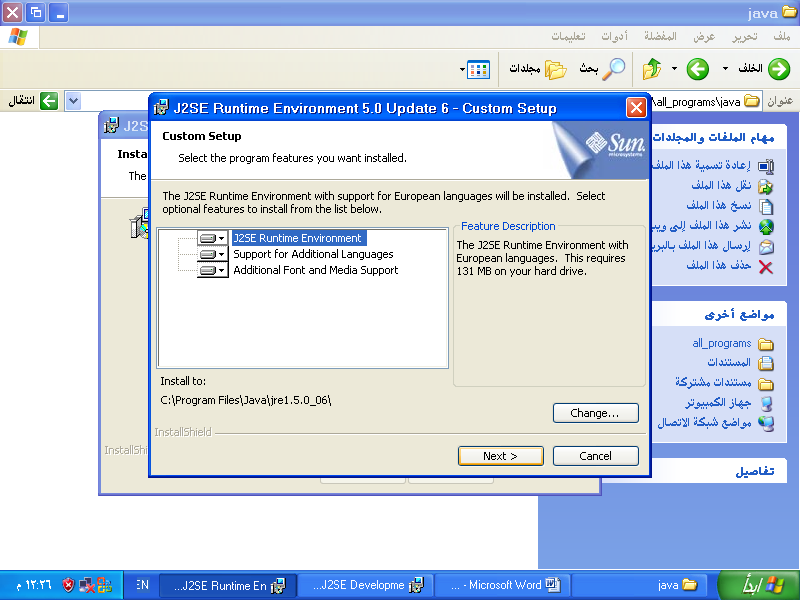 java
ملف تحرير عرض المفضلة أدوات تعليمات
الخلف بحث مجلدات
عنوان
\all_programs\java
انتقال
J2S
Insta
The
InstallShi
J2SE Runtime Environment 5.0 Update 6 - Custom Setup
Custom Setup
Select the program features you want installed.
Sun
microsystems
The J2SE Runtime Environment with support for European languages will be installed. Select
optional features to install from the list below.
J2SE Runtime Environment
Support for Additional Languages
Additional Font and Media Support
Feature Description
The J2SE Runtime Environment with
European languages. This requires
131 MB on your hard drive.
Install to:
C:\Program Files\Java\jre1.5.0_06\
Change...
InstallShield
Next >
Cancel
مهام الملفات والمجلدات
إعادة تسمية هذا الملف
نقل هذا الملف
نسخ هذا الملف
نشر هذا الملف إلى ويب
إرسال هذا الملف بالبري
حذف هذا الملف
مواضع أخرى
all_programs
المستندات
مستندات مشتركة
جهاز الكمبيوتر
مواضع شبكة الاتصال
تفاصيل
ابدأ
java
... - Microsoft Word
...J2SE Developme
...J2SE Runtime En
EN
١٢:٢٦ م